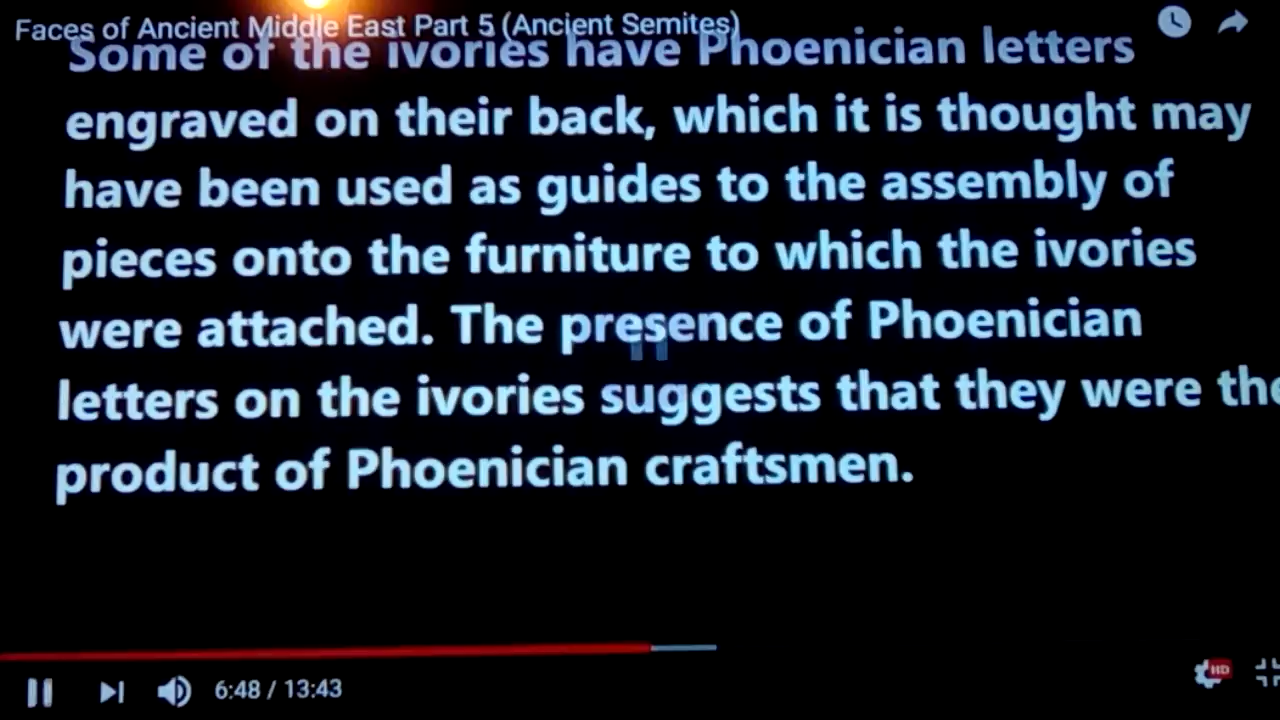 Faces of Ancient Middle East Part 5 (Ancient Semites)
Some of the ivories have Phoenician letters
engraved on their back, which it is thought may
have been used as guides to the assembly of
pieces onto the furniture to which the ivories
were attached. The presence of Phoenician
letters on the ivories suggests that they were the
product of Phoenician craftsmen.
6:48 / 13:43
HD